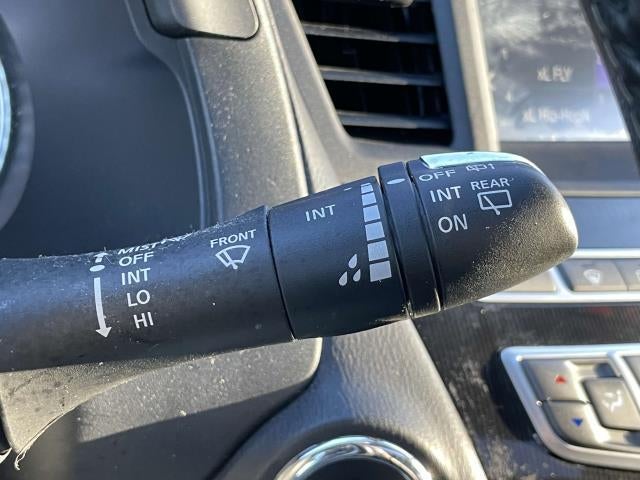 MIST
OFF
INT
LO
HI
FRONT
INT
OFF
INT
ON
REAR